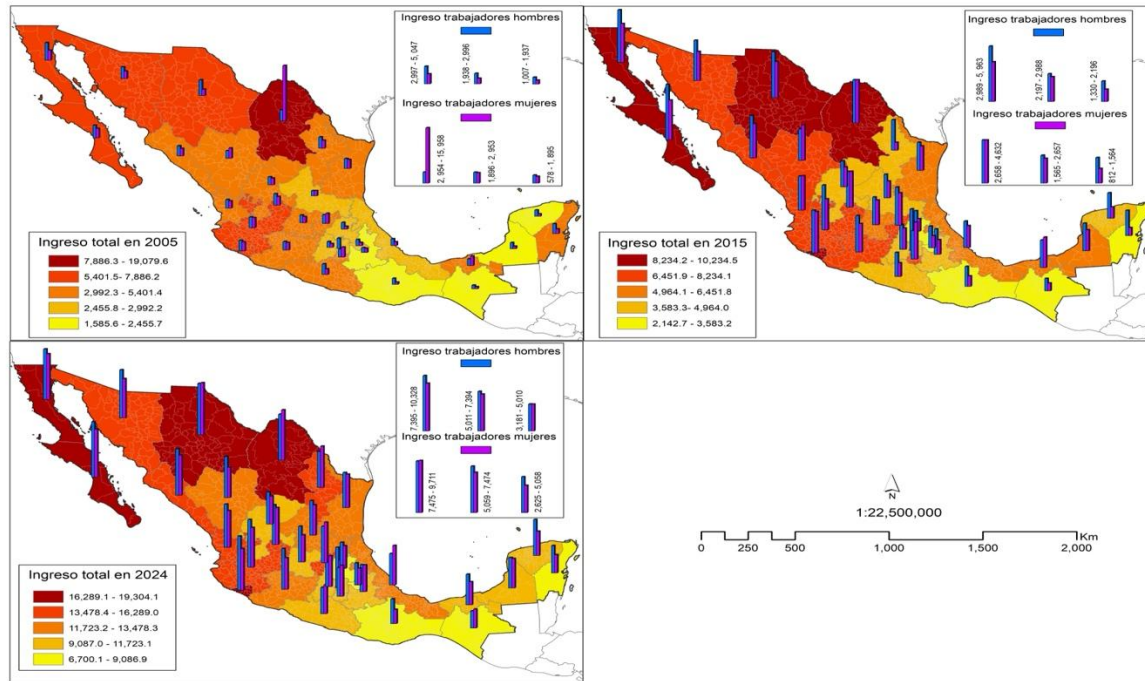 Ingreso trabajadores hombres
2,997 - 5,047
1,938 - 2,996
1,007 - 1,937
Ingreso trabajadores mujeres
2, 954 - 15, 958
1,896 - 2, 953
578 - 1, 895
Ingreso total en 2005
7,886.3 - 19,079.6
5,401.5- 7,886.2
2,992.3 - 5,401.4
2,455.8 - 2,992.2
1,585.6 - 2,455.7
Ingreso trabajadores hombres
2,989 - 5,963
2,197 - 2,988
1,330 - 2,196
Ingreso trabajadores mujeres
2,658 - 4,632
1,565 - 2,657
812 - 1,564
Ingreso total en 2015
8,234.2 - 10,234.5
6,451.9 - 8,234.1
4,964.1 - 6,451.8
3,583.3- 4,964.0
2,142.7 - 3,583.2
Ingreso trabajadores hombres
7,395 - 10,328
5,011 - 7,394
3,181 - 5,010
Ingreso trabajadores mujeres
7,475 - 9,711
5,059 - 7,474
2,625 - 5,058
Ingreso total en 2024
16,289.1 - 19,304.1
13,478.4 - 16,289.0
11,723.2 - 13,478.3
9,087.0 - 11,723.1
6,700.1 - 9,086.9
N
1:22,500,000
Km
0 250 500 1,000 1,500 2,000